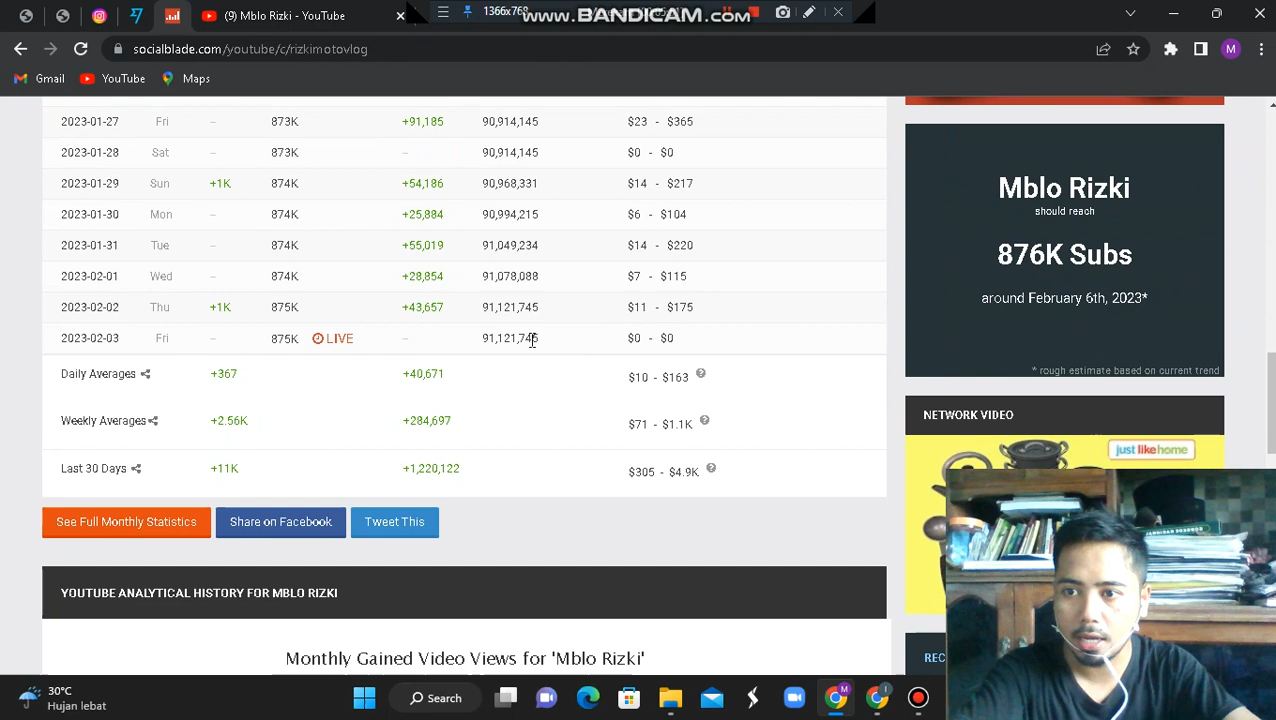 1366x768
www.BANDICAM.com
(9) Mblo Rizki - YouTube
socialblade.com/youtube/c/rizkimotovlog
M
Gmail YouTube Maps
2023-01-27 Fri – 873K +91,185 90,914,145 $23 - $365
2023-01-28 Sat – 873K – 90,914,145 $0 - $0
2023-01-29 Sun +1K 874K +54,186 90,968,331 $14 - $217
2023-01-30 Mon – 874K +25,884 90,994,215 $6 - $104
2023-01-31 Tue – 874K +55,019 91,049,234 $14 - $220
2023-02-01 Wed – 874K +28,854 91,078,088 $7 - $115
2023-02-02 Thu +1K 875K +43,657 91,121,745 $11 - $175
2023-02-03 Fri – 875K LIVE – 91,121,745 $0 - $0
Daily Averages +367 +40,671 $10 - $163
Weekly Averages +2.56K +284,697 $71 - $1.1K
Last 30 Days +11K +1,220,122 $305 - $4.9K
See Full Monthly Statistics Share on Facebook Tweet This
YOUTUBE ANALYTICAL HISTORY FOR MBLO RIZKI
Monthly Gained Video Views for 'Mblo Rizki'
Mblo Rizki
should reach
876K Subs
around February 6th, 2023*
* rough estimate based on current trend
NETWORK VIDEO
just like home
REC
30°C
Hujan lebat
Search